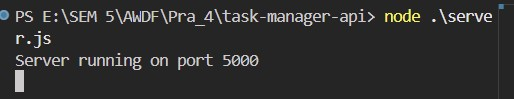 PS E:\SEM 5\AWDF\Pra_4\task-manager-api> node .\serve
r.js
Server running on port 5000